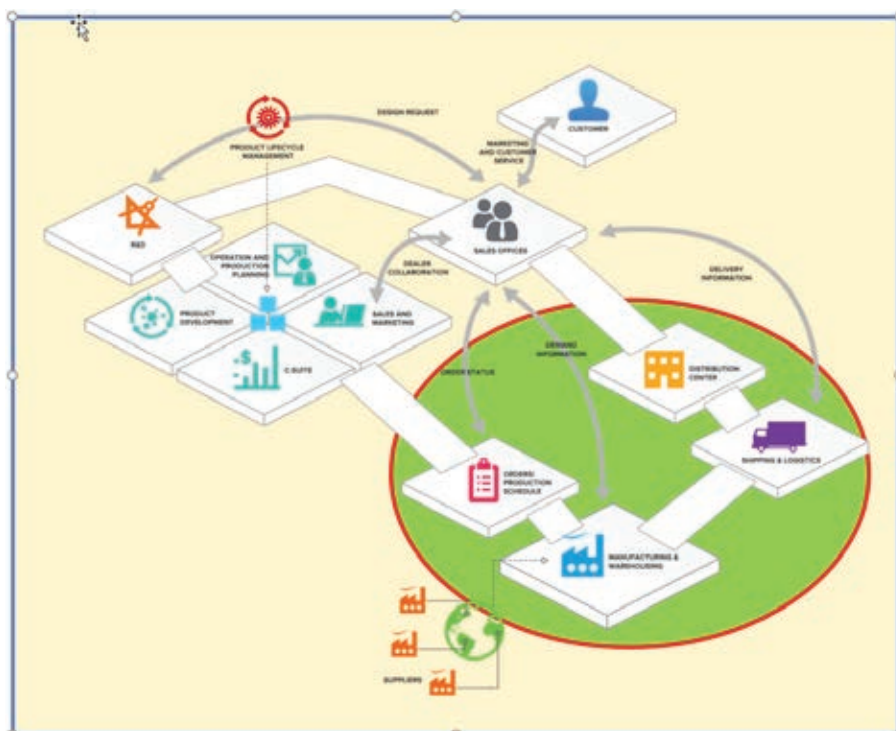 DESIGN REQUEST
CUSTOMER
PRODUCT LIFECYCLE
MANAGEMENT
MARKETING
AND CUSTOMER
SERVICE
R&D
SALES OFFICES
OPERATION AND
PRODUCTION
PLANNING
DEALER
COLLABORATION
DELIVERY
INFORMATION
PRODUCT
DEVELOPMENT
SALES AND
MARKETING
ORDER STATUS
DEMAND
INFORMATION
C SUITE
DISTRIBUTION
CENTER
SHIPPING & LOGISTICS
ORDERS/
PRODUCTION
SCHEDULE
MANUFACTURING &
WAREHOUSING
SUPPLIERS